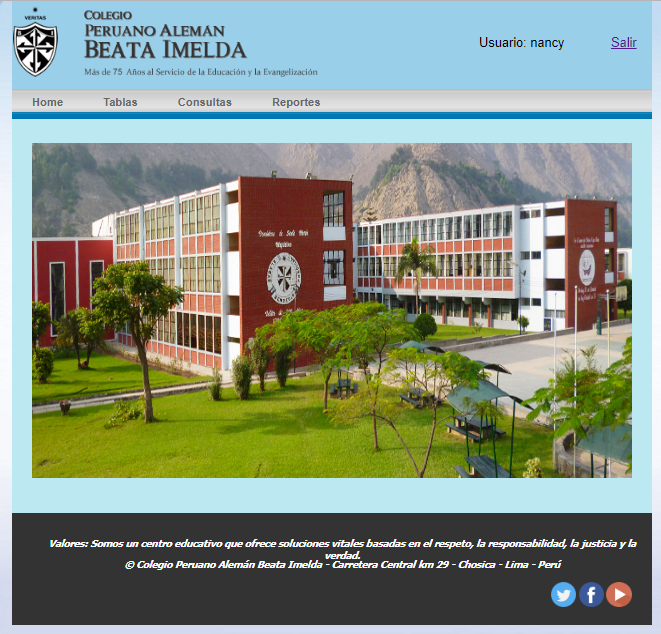 VERITAS
COLEGIO
PERUANO ALEMÁN
BEATA IMELDA
Más de 75 Años al Servicio de la Educación y la Evangelización
Usuario: nancy
Salir
Home
Tablas
Consultas
Reportes
Valores: Somos un centro educativo que ofrece soluciones vitales basadas en el respeto, la responsabilidad, la justicia y la
verdad.
© Colegio Peruano Alemán Beata Imelda - Carretera Central km 29 - Chosica - Lima - Perú